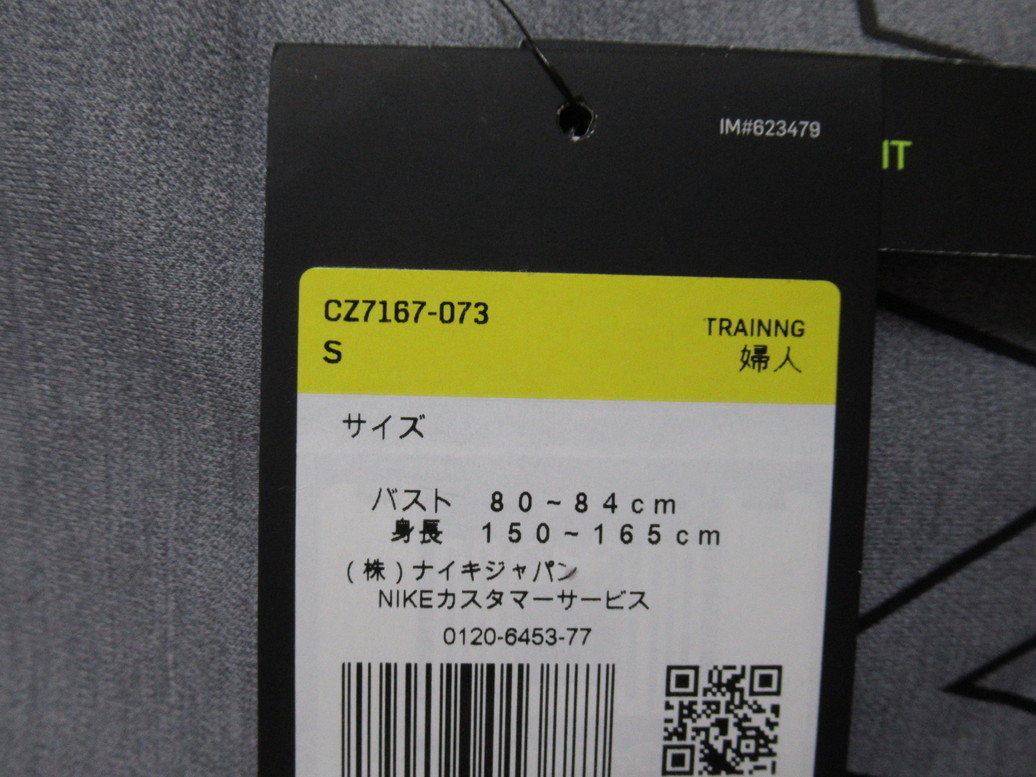 IM#623479
IT
CZ7167-073
S
TRAINNG
婦人
サイズ
バスト 80~84cm
身長 150~165cm
(株)ナイキジャパン
NIKEカスタマーサービス
0120-6453-77